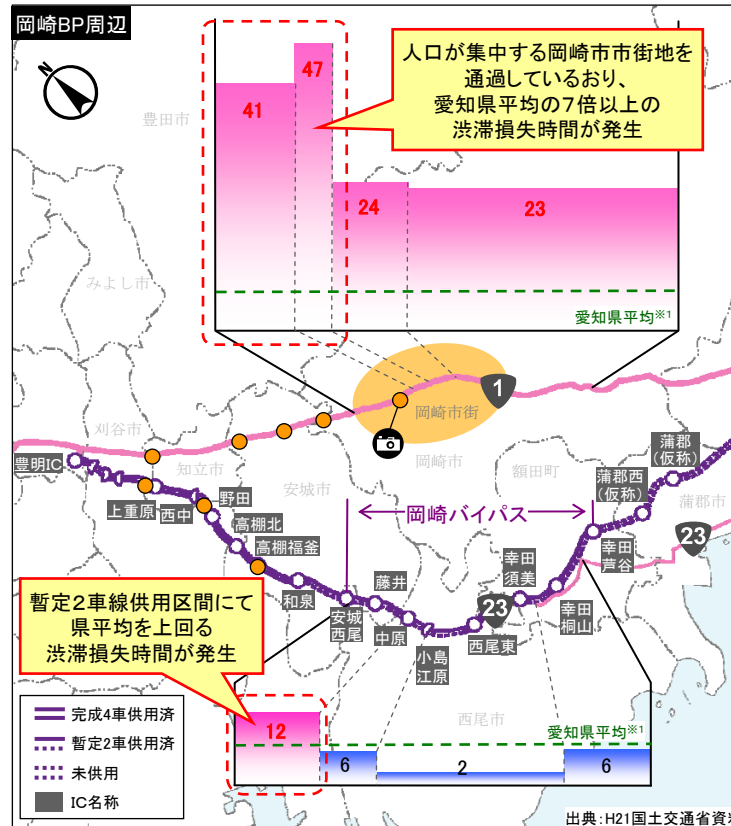 岡崎BP周辺
N
人口が集中する岡崎市市街地を
通過しているおり、
愛知県平均の7倍以上の
渋滞損失時間が発生
41
47
24
23
愛知県平均※1
豊田市
みよし市
刈谷市
知立市
安城市
岡崎市街
岡崎市
額田町
蒲郡市
西尾市
1
23
23
豊明IC
上重原
西中
野田
高棚北
高棚福釜
和泉
安城
西尾
藤井
中原
小島
江原
西尾東
幸田
須美
幸田
桐山
幸田
芦谷
蒲郡西
(仮称)
蒲郡
(仮称)
岡崎バイパス
暫定2車線供用区間にて
県平均を上回る
渋滞損失時間が発生
12
6
2
6
愛知県平均※1
完成4車供用済
暫定2車供用済
未供用
IC名称
出典:H21国土交通省資